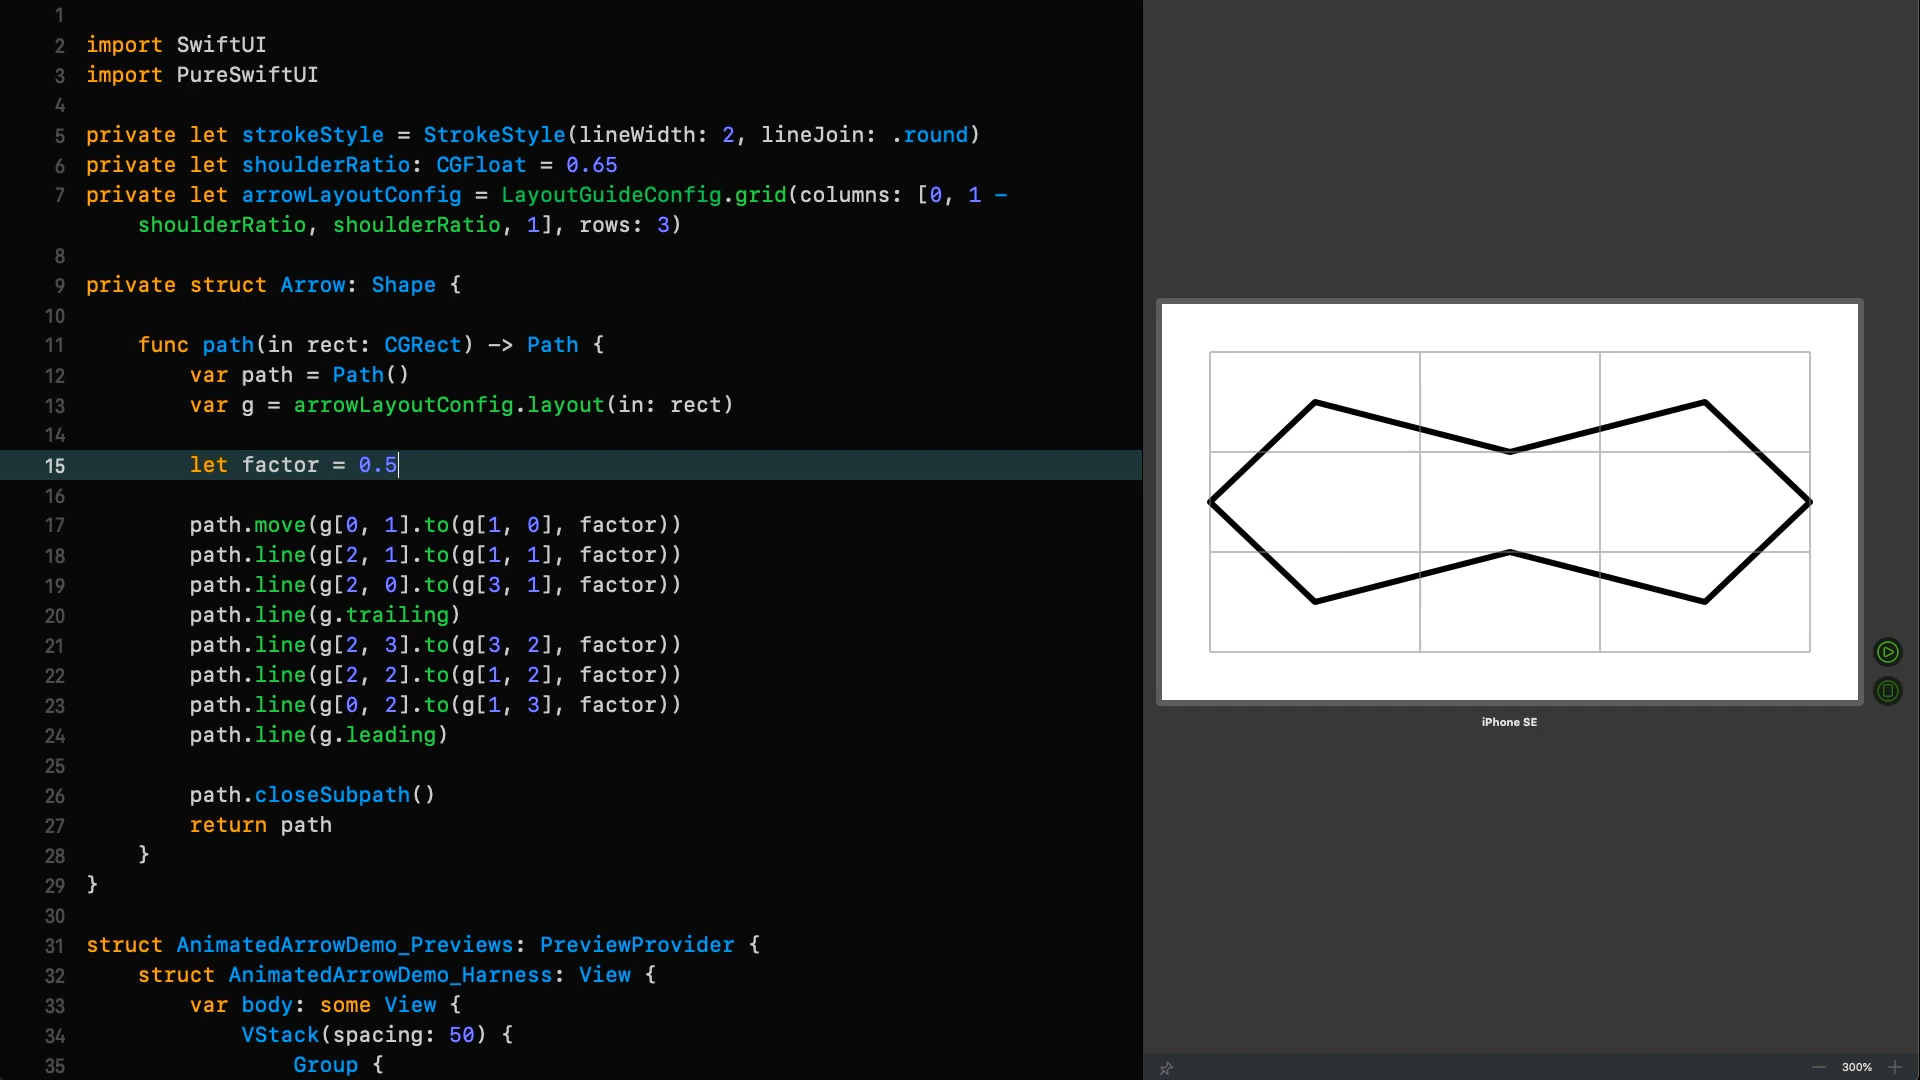 1
2 import SwiftUI
3 import PureSwiftUI
4
5 private let strokeStyle = StrokeStyle(lineWidth: 2, lineJoin: .round)
6 private let shoulderRatio: CGFloat = 0.65
7 private let arrowLayoutConfig = LayoutGuideConfig.grid(columns: [0, 1 -
shoulderRatio, shoulderRatio, 1], rows: 3)
8
9 private struct Arrow: Shape {
10
11 func path(in rect: CGRect) -> Path {
12 var path = Path()
13 var g = arrowLayoutConfig.layout(in: rect)
14
15 let factor = 0.5
16
17 path.move(g[0, 1].to(g[1, 0], factor))
18 path.line(g[2, 1].to(g[1, 1], factor))
19 path.line(g[2, 0].to(g[3, 1], factor))
20 path.line(g.trailing)
21 path.line(g[2, 3].to(g[3, 2], factor))
22 path.line(g[2, 2].to(g[1, 2], factor))
23 path.line(g[0, 2].to(g[1, 3], factor))
24 path.line(g.leading)
25
26 path.closeSubpath()
27 return path
28 }
29 }
30
31 struct AnimatedArrowDemo_Previews: PreviewProvider {
32 struct AnimatedArrowDemo_Harness: View {
33 var body: some View {
34 VStack(spacing: 50) {
35 Group {
iPhone SE
300%